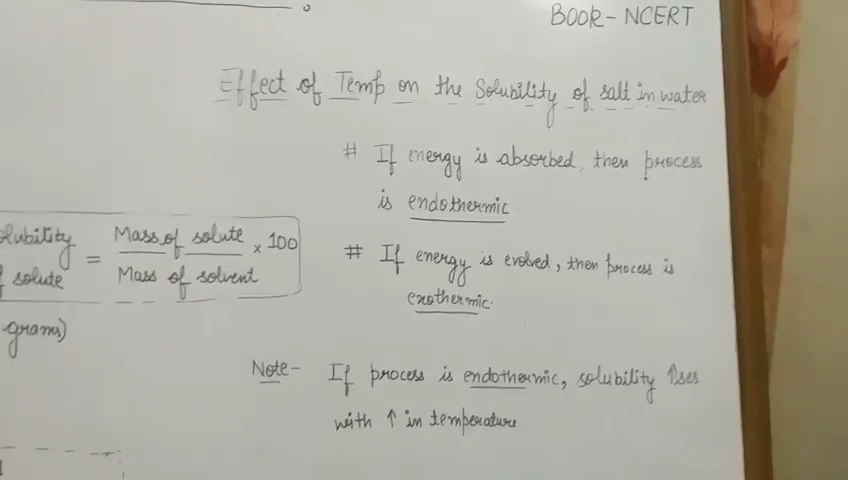 BOOK- NCERT
Effect of Temp on the Solubility of salt in water
# If energy is absorbed, then process
is endothermic
# If energy is evolved, then process is
exothermic.
olubility = Mass of solute × 100
f solute Mass of solvent
grams)
Note- If process is endothermic, solubility ↑ses
with ↑ in temperature